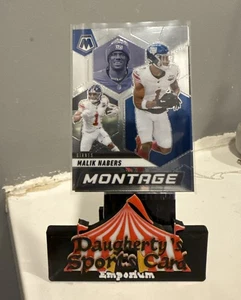 GIANTS
MALIK NABERS
MONTAGE
Daugherty's
Sports Card
Emporium